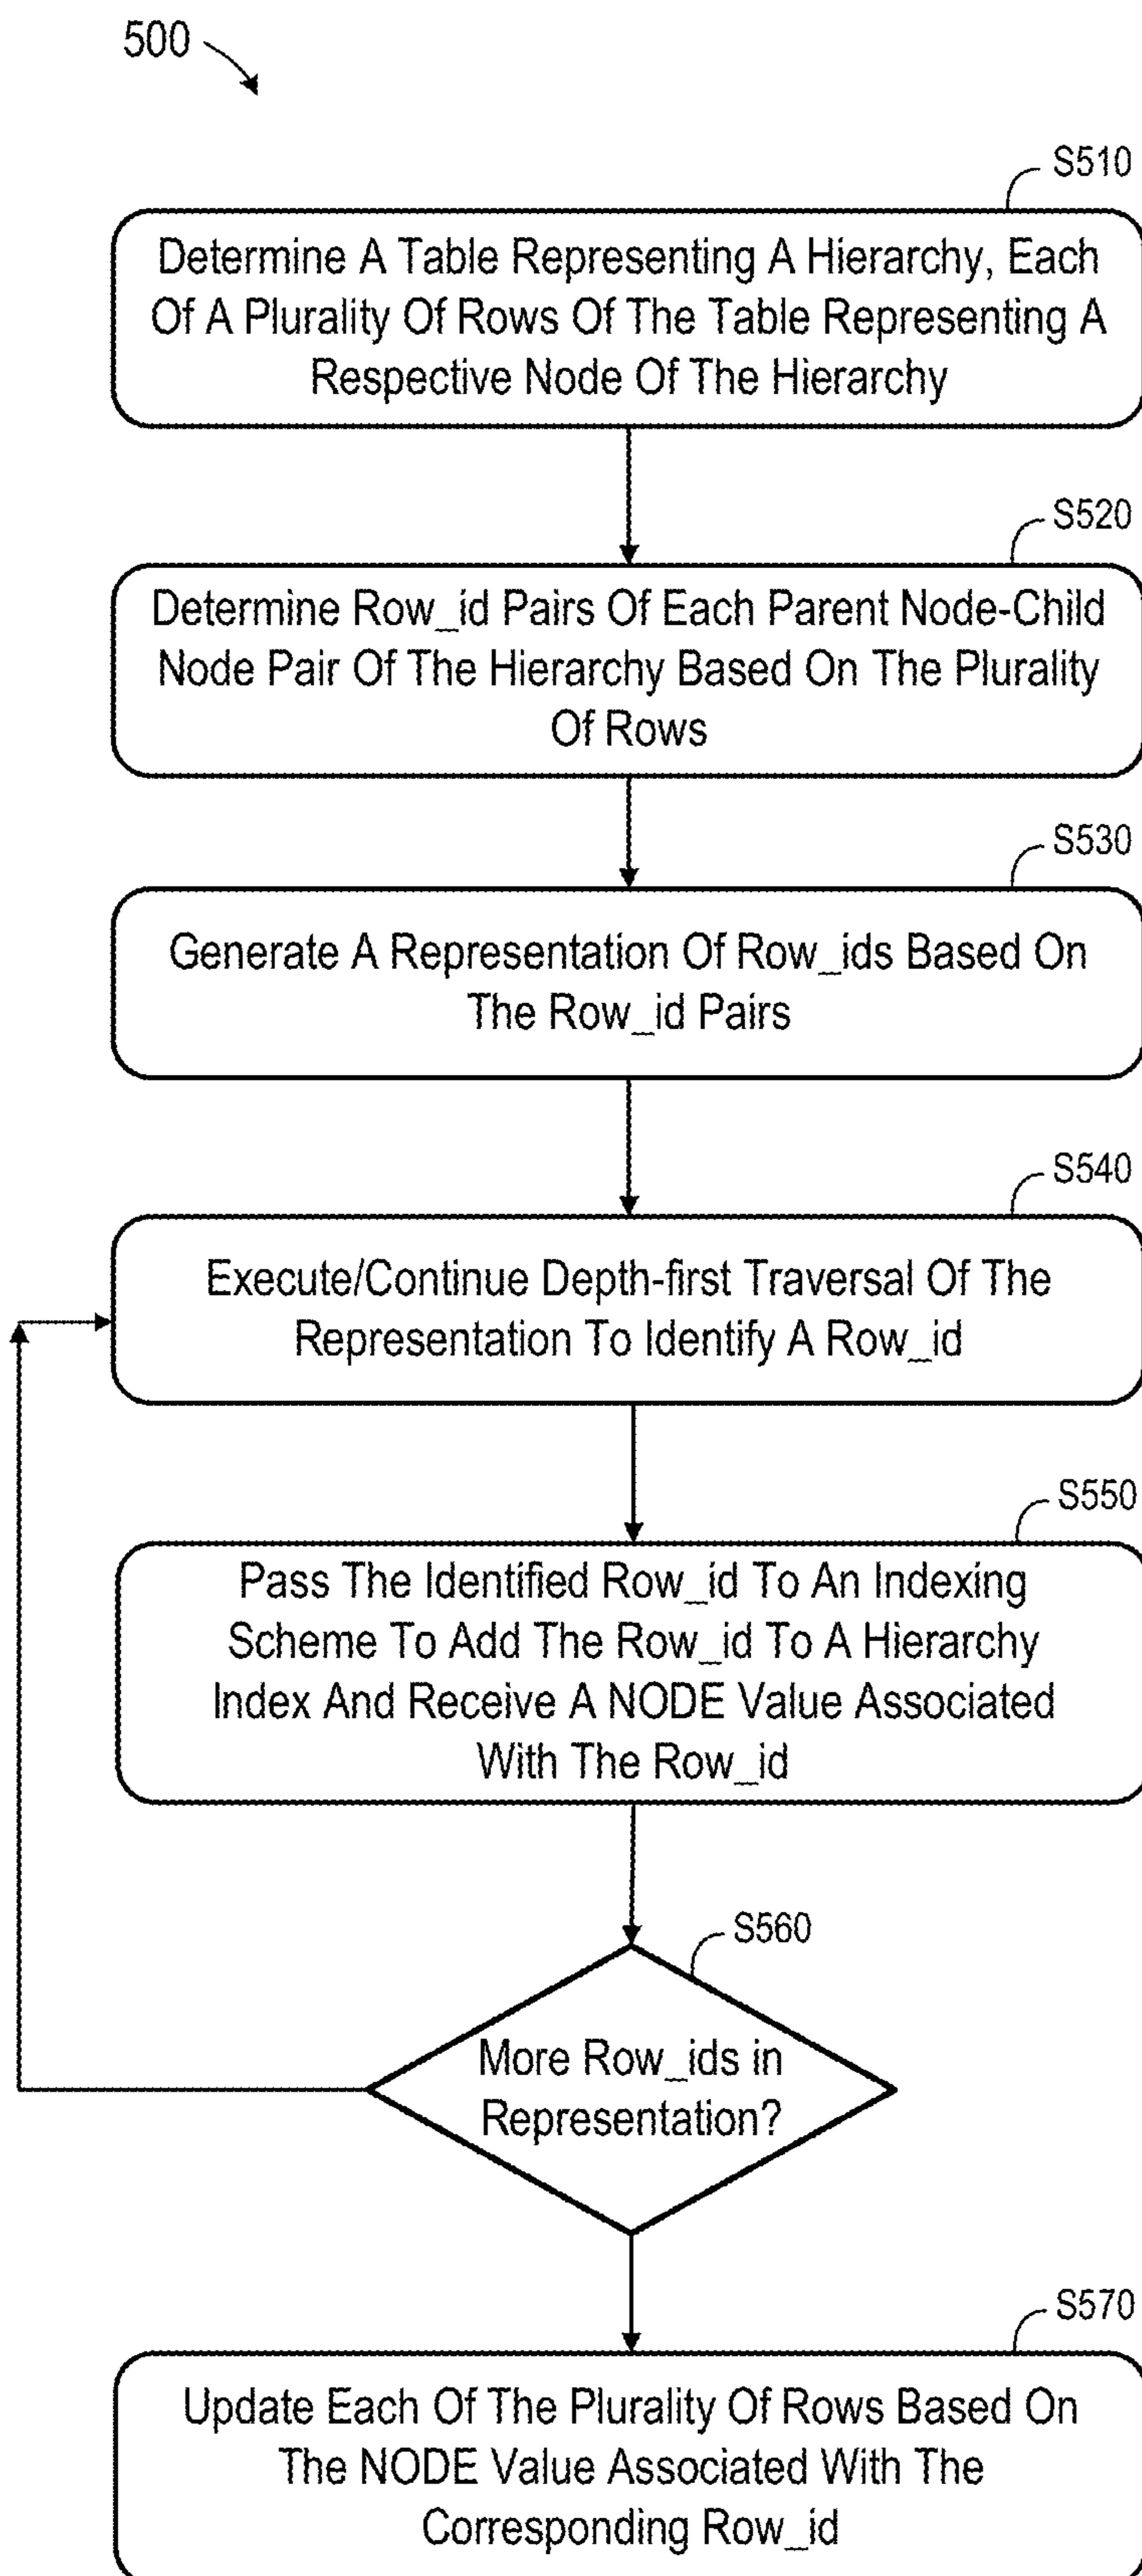 500
S510
Determine A Table Representing A Hierarchy, Each
Of A Plurality Of Rows Of The Table Representing A
Respective Node Of The Hierarchy
S520
Determine Row_id Pairs Of Each Parent Node-Child
Node Pair Of The Hierarchy Based On The Plurality
Of Rows
S530
Generate A Representation Of Row_ids Based On
The Row_id Pairs
S540
Execute/Continue Depth-first Traversal Of The
Representation To Identify A Row_id
S550
Pass The Identified Row_id To An Indexing
Scheme To Add The Row_id To A Hierarchy
Index And Receive A NODE Value Associated
With The Row_id
S560
More Row_ids in
Representation?
S570
Update Each Of The Plurality Of Rows Based On
The NODE Value Associated With The
Corresponding Row_id